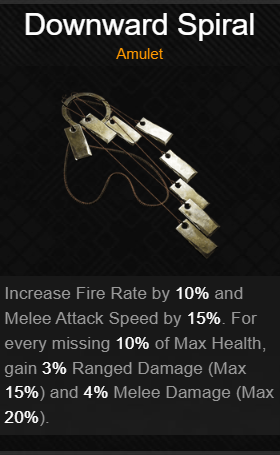 Downward Spiral
Amulet
Increase Fire Rate by 10% and
Melee Attack Speed by 15%. For
every missing 10% of Max Health,
gain 3% Ranged Damage (Max
15%) and 4% Melee Damage (Max
20%).